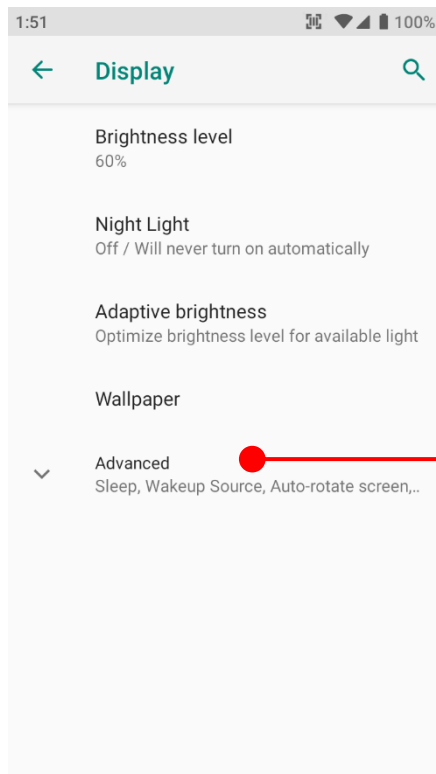 1:51
100%
Display
Brightness level
60%
Night Light
Off / Will never turn on automatically
Adaptive brightness
Optimize brightness level for available light
Wallpaper
Advanced
Sleep, Wakeup Source, Auto-rotate screen,..